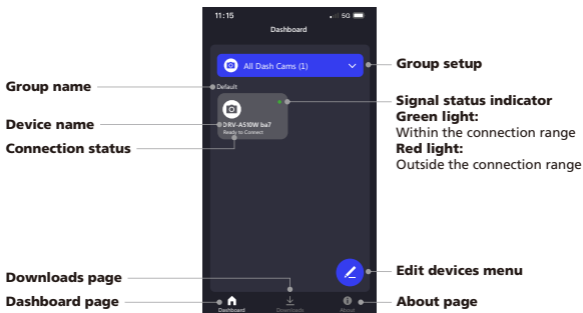 11:15
5G
Dashboard
All Dash Cams (1)
Group setup
Group name
Default
Signal status indicator
Green light:
Within the connection range
Red light:
Outside the connection range
Device name
DRV-A510W ba7
Connection status
Ready to Connect
Downloads page
Edit devices menu
Dashboard page
Dashboard
Downloads
About
About page